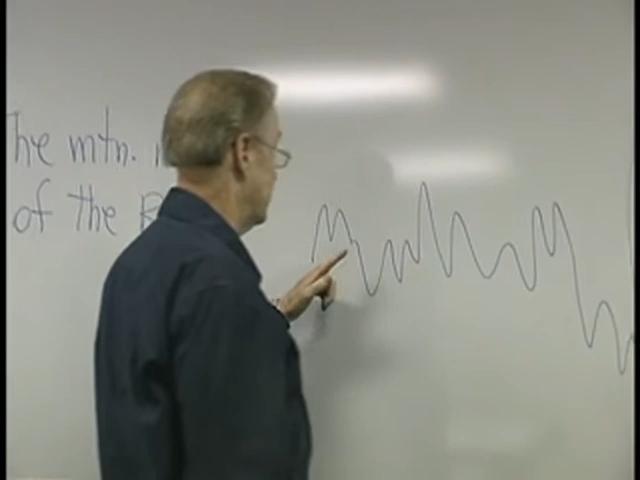 The mtn.
of the